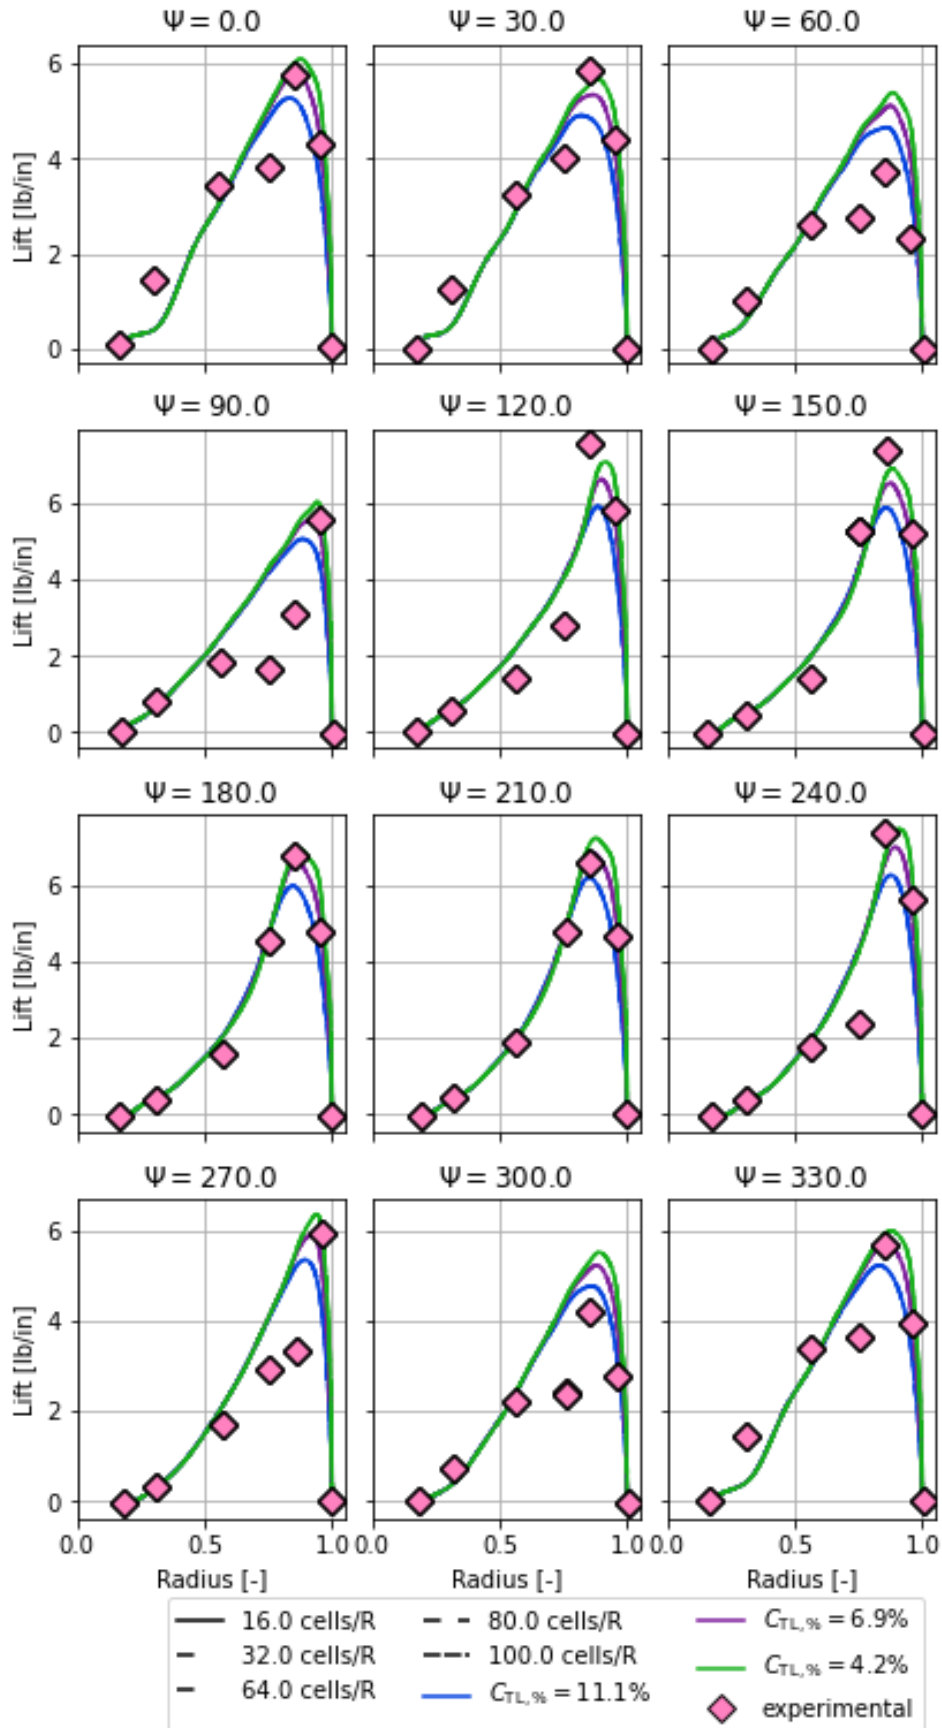 Ψ = 0.0 Ψ = 30.0 Ψ = 60.0
6
4
2
0
Lift [lb/in]
Ψ = 90.0 Ψ = 120.0 Ψ = 150.0
6
4
2
0
Lift [lb/in]
Ψ = 180.0 Ψ = 210.0 Ψ = 240.0
6
4
2
0
Lift [lb/in]
Ψ = 270.0 Ψ = 300.0 Ψ = 330.0
6
4
2
0
Lift [lb/in]
0.0 0.5 1.0 0.0 0.5 1.0 0.0 0.5 1.0
Radius [-] Radius [-] Radius [-]
16.0 cells/R
32.0 cells/R
64.0 cells/R
80.0 cells/R
100.0 cells/R
C_TL,% = 11.1%
C_TL,% = 6.9%
C_TL,% = 4.2%
experimental